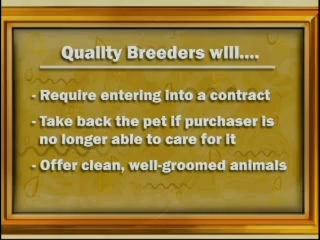 Quality Breeders will....
- Require entering into a contract
- Take back the pet if purchaser is
no longer able to care for it
- Offer clean, well-groomed animals